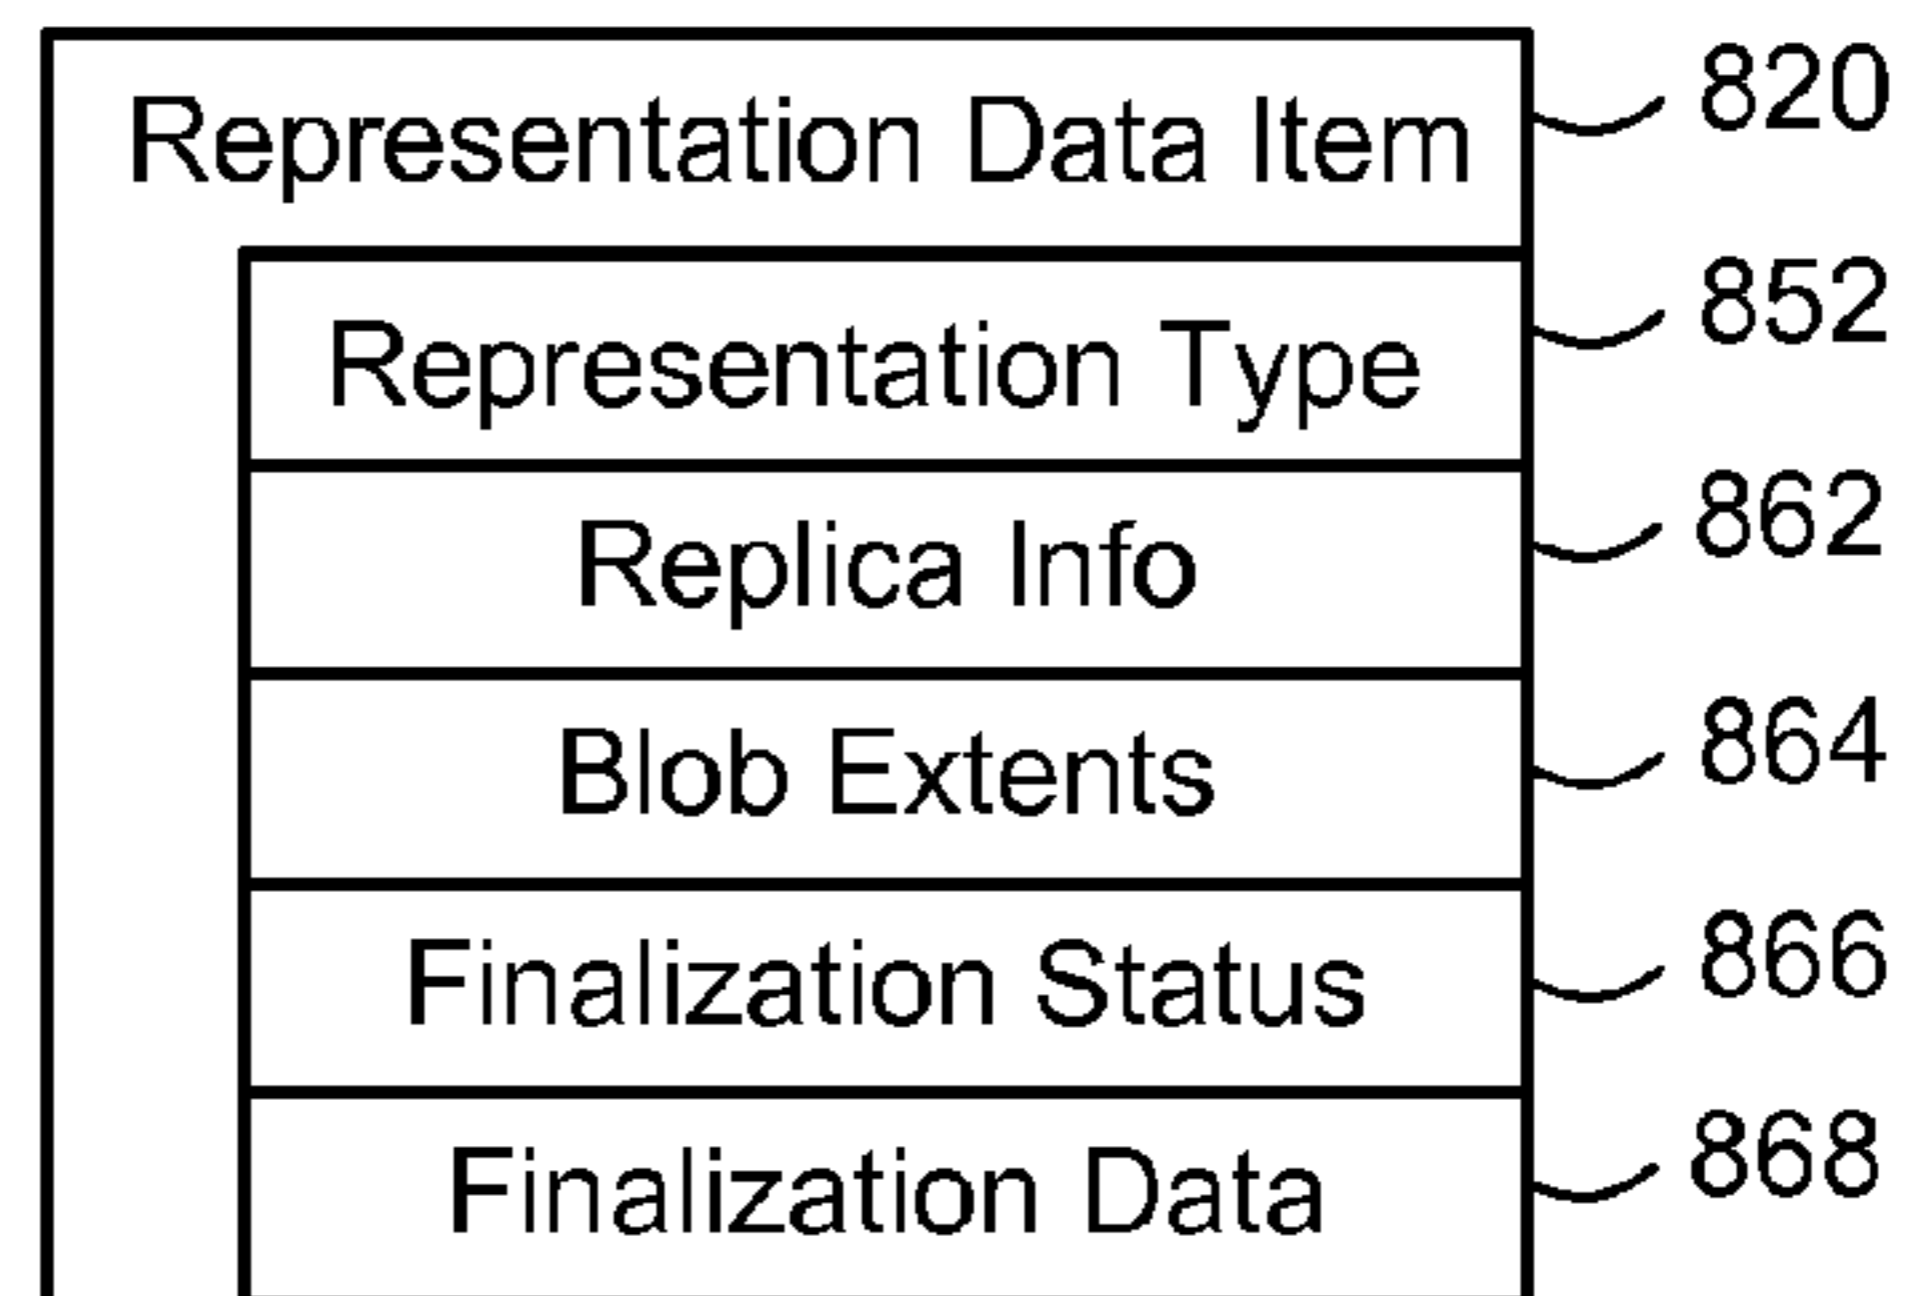 Representation Data Item 820
Representation Type 852
Replica Info 862
Blob Extents 864
Finalization Status 866
Finalization Data 868